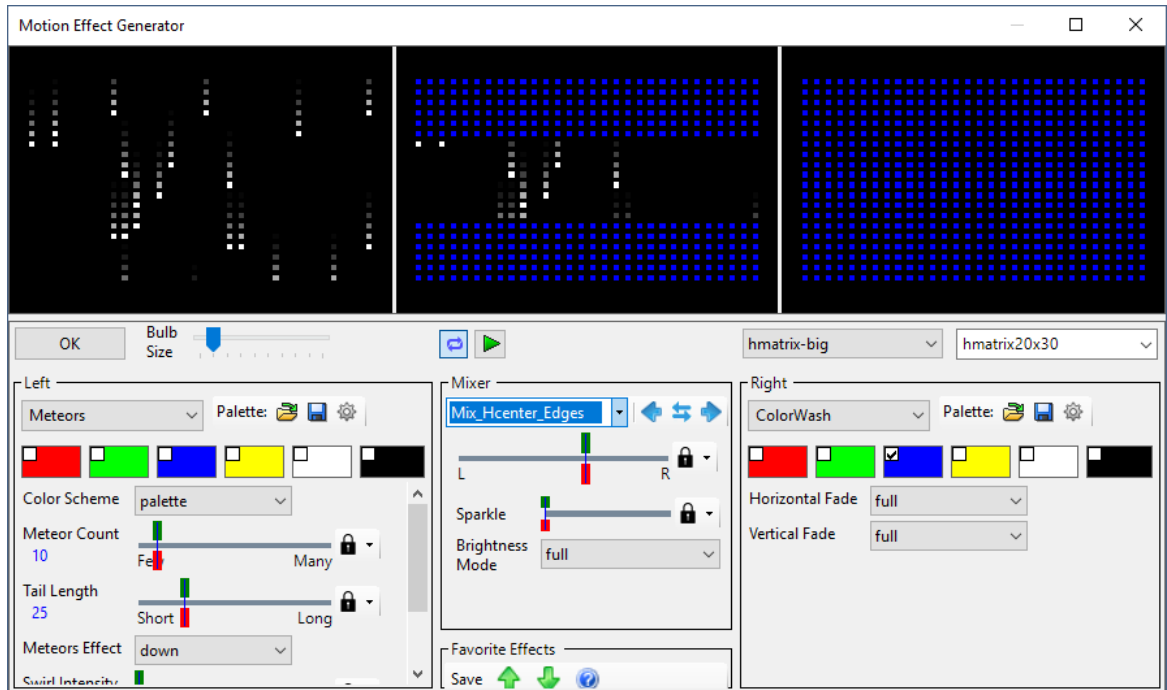 Motion Effect Generator
OK
Bulb
Size
hmatrix-big
hmatrix20x30
Left
Meteors
Palette:
Color Scheme
palette
Meteor Count
10
Few
Many
Tail Length
25
Short
Long
Meteors Effect
down
Swirl Intensity
Mixer
Mix_Hcenter_Edges
L
R
Sparkle
Brightness
Mode
full
Favorite Effects
Save
Right
ColorWash
Palette:
Horizontal Fade
full
Vertical Fade
full